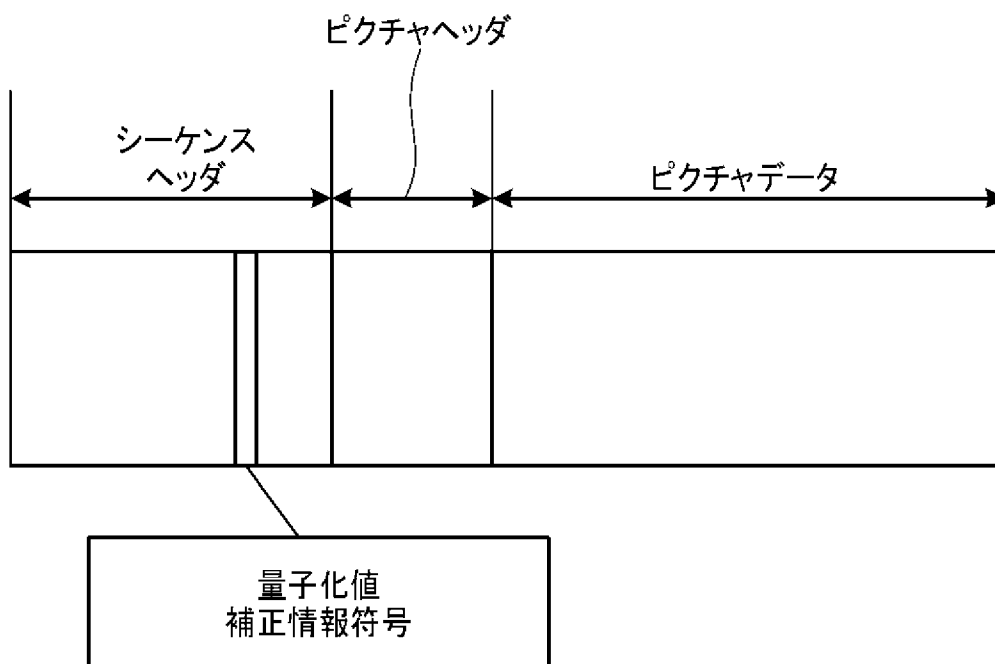 ピクチャヘッダ
シーケンス
ヘッダ
ピクチャデータ
量子化値
補正情報符号